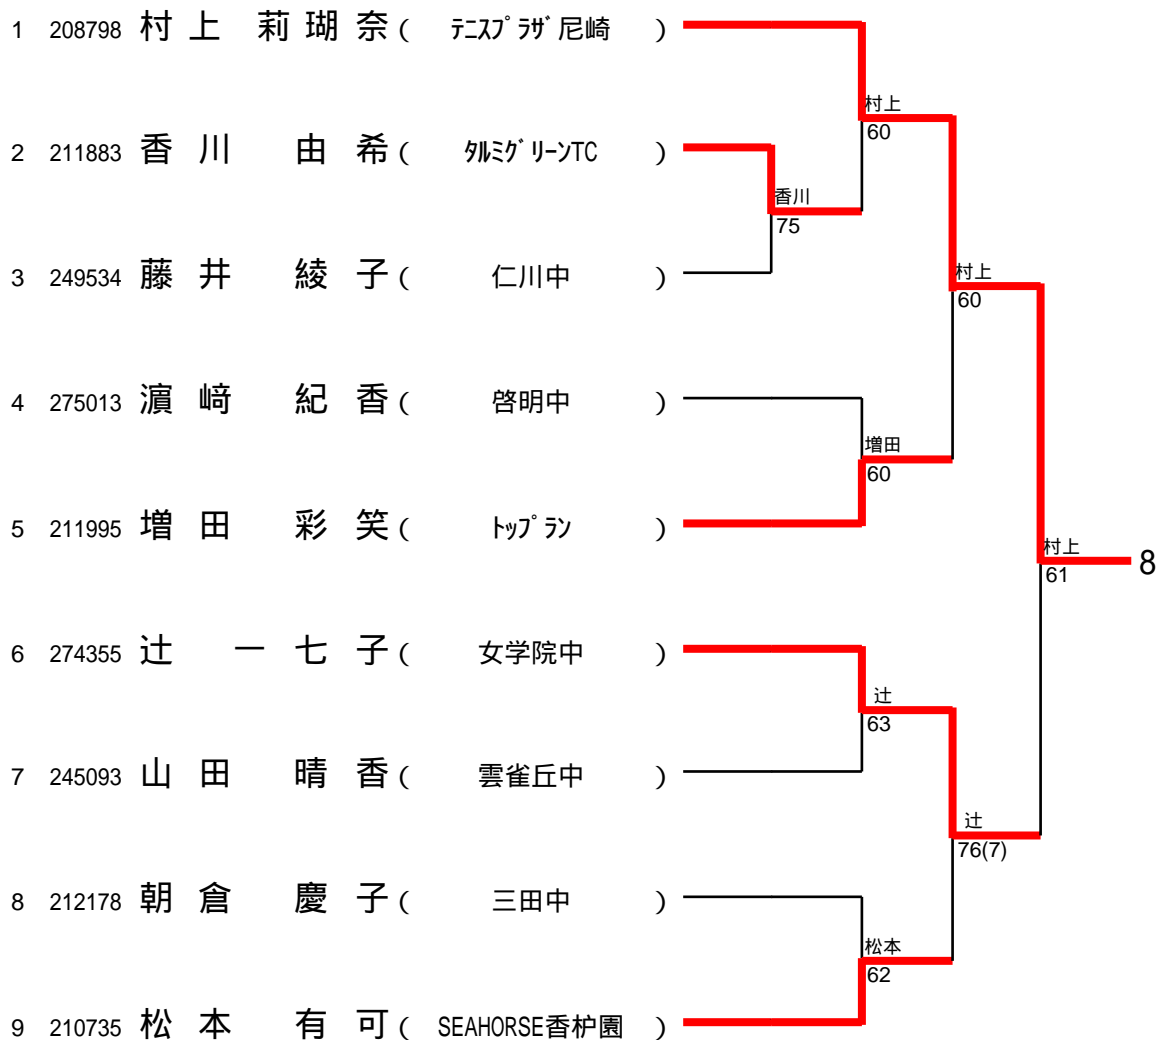 1 208798 村上 莉瑚奈 ( ﾃﾆｽﾌﾟﾗｻﾞ尼崎 )
村上
60
2 211883 香川 由希 ( ﾀﾙﾐｸﾞﾘｰﾝTC )
香川
75
3 249534 藤井 綾子 ( 仁川中 )
村上
60
4 275013 濵﨑 紀香 ( 啓明中 )
増田
60
5 211995 増田 彩笑 ( ﾄｯﾌﾟﾗﾝ )
村上
61
8
6 274355 辻 一七子 ( 女学院中 )
辻
63
7 245093 山田 晴香 ( 雲雀丘中 )
辻
76(7)
8 212178 朝倉 慶子 ( 三田中 )
松本
62
9 210735 松本 有可 ( SEAHORSE香枦園 )